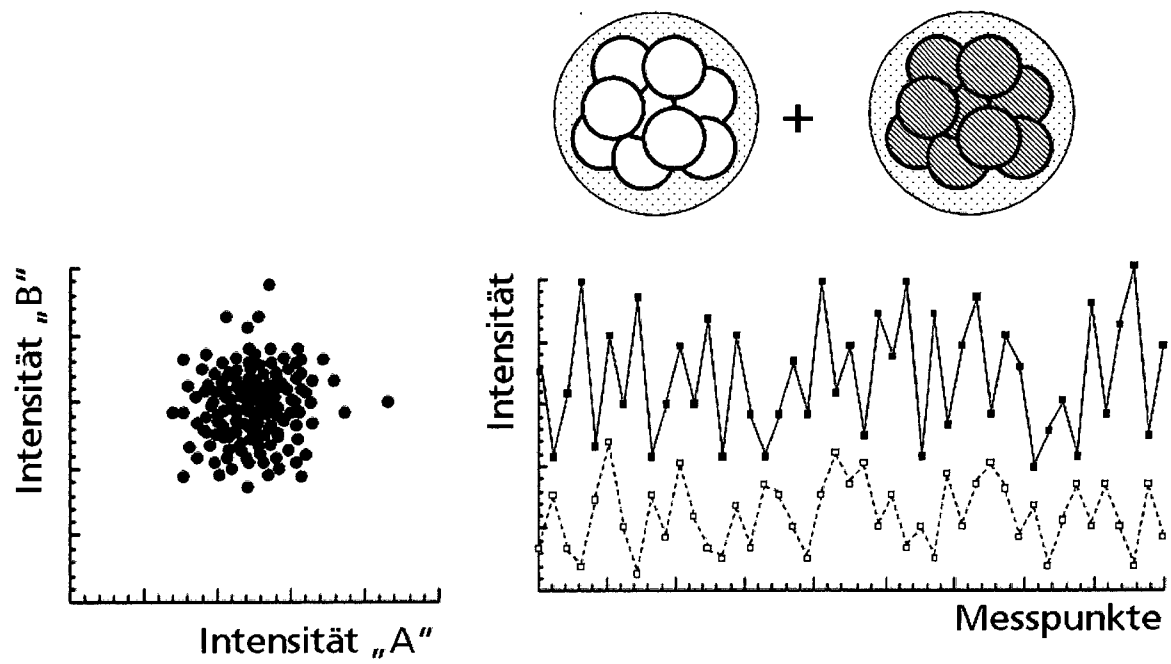 +
Intensität „B“
Intensität „A“
Intensität
Messpunkte